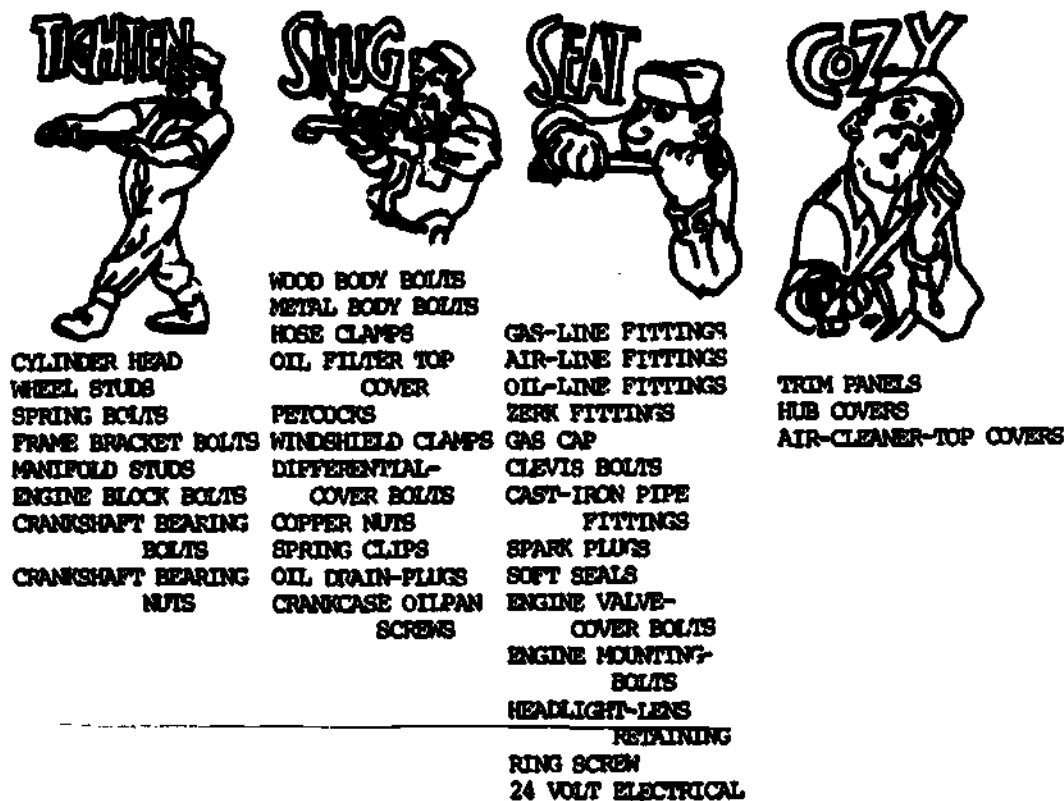 TIGHTEN
CYLINDER HEAD
WHEEL STUDS
SPRING BOLTS
FRAME BRACKET BOLTS
MANIFOLD STUDS
ENGINE BLOCK BOLTS
CRANKSHAFT BEARING
BOLTS
CRANKSHAFT BEARING
NUTS
SNUG
WOOD BODY BOLTS
METAL BODY BOLTS
HOSE CLAMPS
OIL FILTER TOP
COVER
PETCOCKS
WINDSHIELD CLAMPS
DIFFERENTIAL-
COVER BOLTS
COPPER NUTS
SPRING CLIPS
OIL DRAIN-PLUGS
CRANKCASE OILPAN
SCREWS
SEAT
GAS-LINE FITTINGS
AIR-LINE FITTINGS
OIL-LINE FITTINGS
ZERK FITTINGS
GAS CAP
CLEVIS BOLTS
CAST-IRON PIPE
FITTINGS
SPARK PLUGS
SOFT SEALS
ENGINE VALVE-
COVER BOLTS
ENGINE MOUNTING-
BOLTS
HEADLIGHT-LENS
RETAINING
RING SCREW
24 VOLT ELECTRICAL
COZY
TRIM PANELS
HUB COVERS
AIR-CLEANER-TOP COVERS